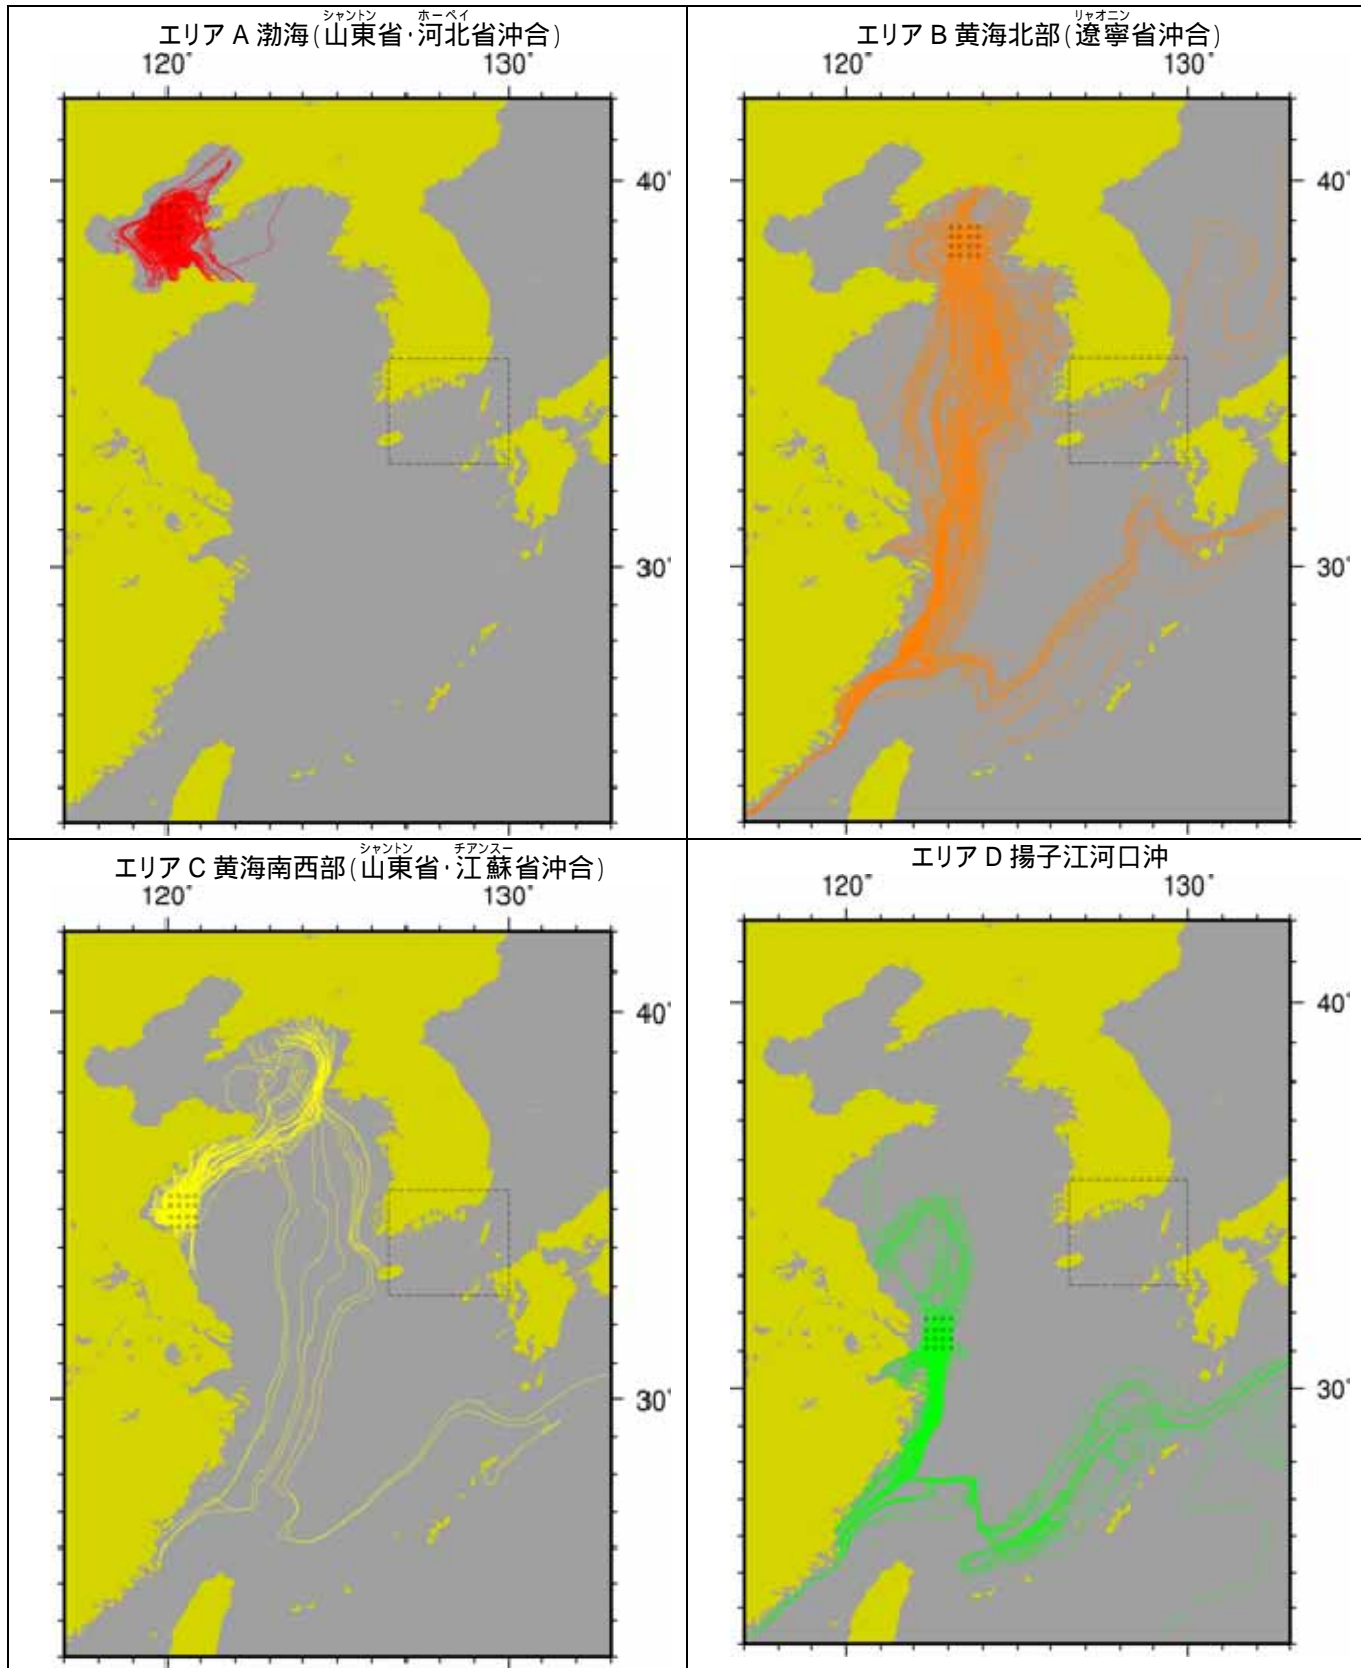 シャントン ホーペイ
エリア A 渤海(山東省・河北省沖合)
120° 130°
40°
30°
リャオニン
エリア B 黄海北部(遼寧省沖合)
120° 130°
40°
30°
シャントン チアンスー
エリア C 黄海南西部(山東省・江蘇省沖合)
120° 130°
40°
30°
エリア D 揚子江河口沖
120° 130°
40°
30°